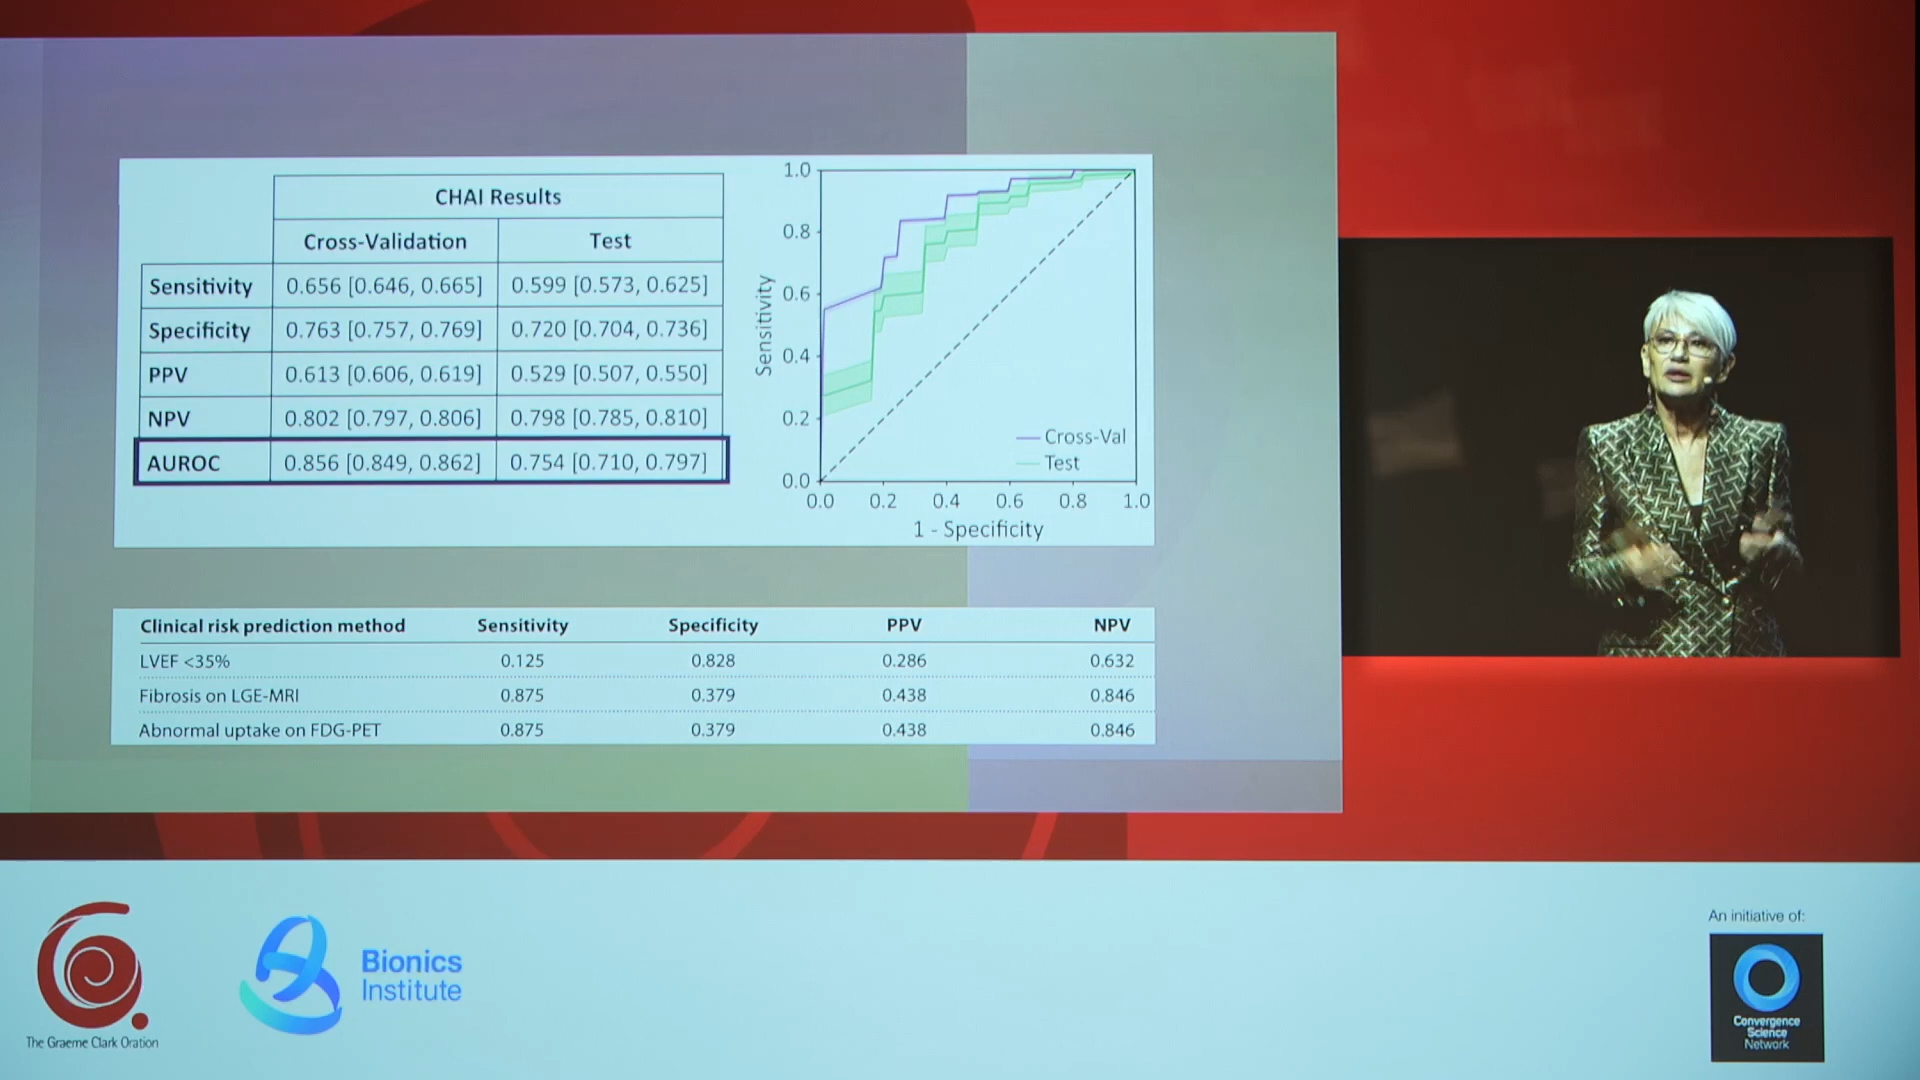 CHAI Results
Cross-Validation Test
Sensitivity 0.656 [0.646, 0.665] 0.599 [0.573, 0.625]
Specificity 0.763 [0.757, 0.769] 0.720 [0.704, 0.736]
PPV 0.613 [0.606, 0.619] 0.529 [0.507, 0.550]
NPV 0.802 [0.797, 0.806] 0.798 [0.785, 0.810]
AUROC 0.856 [0.849, 0.862] 0.754 [0.710, 0.797]
Sensitivity
1.0
0.8
0.6
0.4
0.2
0.0
Cross-Val
Test
0.0 0.2 0.4 0.6 0.8 1.0
1 - Specificity
Clinical risk prediction method Sensitivity Specificity PPV NPV
LVEF <35% 0.125 0.828 0.286 0.632
Fibrosis on LGE-MRI 0.875 0.379 0.438 0.846
Abnormal uptake on FDG-PET 0.875 0.379 0.438 0.846
The Graeme Clark Oration
Bionics
Institute
An initiative of:
Convergence
Science
Network